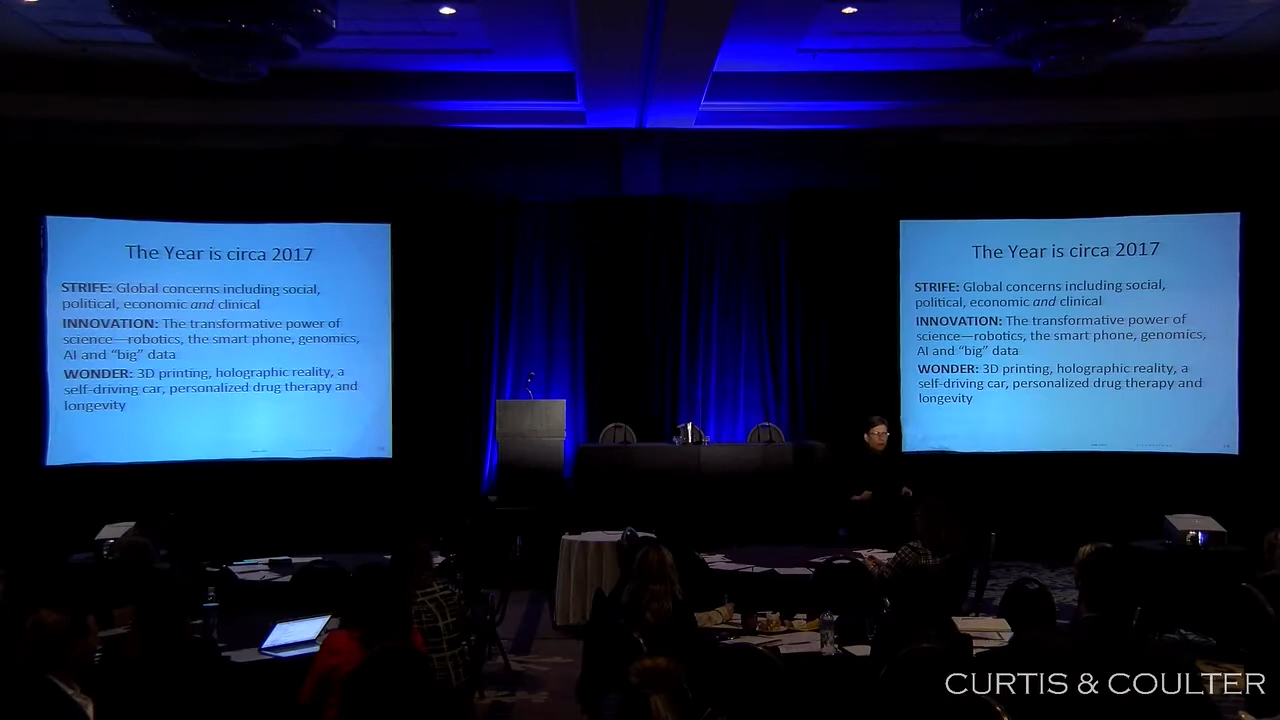 The Year is circa 2017
STRIFE: Global concerns including social,
political, economic and clinical
INNOVATION: The transformative power of
science—robotics, the smart phone, genomics,
AI and “big” data
WONDER: 3D printing, holographic reality, a
self-driving car, personalized drug therapy and
longevity
The Year is circa 2017
STRIFE: Global concerns including social,
political, economic and clinical
INNOVATION: The transformative power of
science—robotics, the smart phone, genomics,
AI and “big” data
WONDER: 3D printing, holographic reality, a
self-driving car, personalized drug therapy and
longevity
CURTIS & COULTER